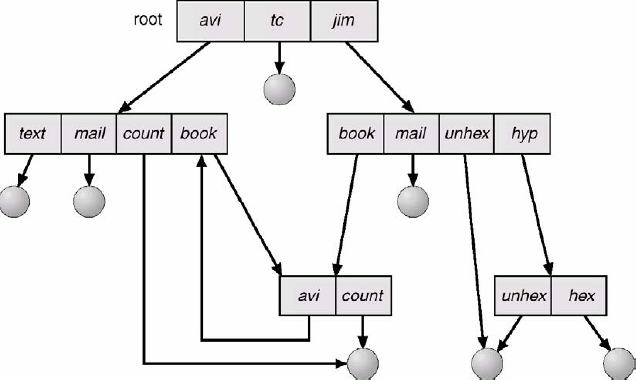 root avi tc jim
text mail count book
book mail unhex hyp
avi count
unhex hex